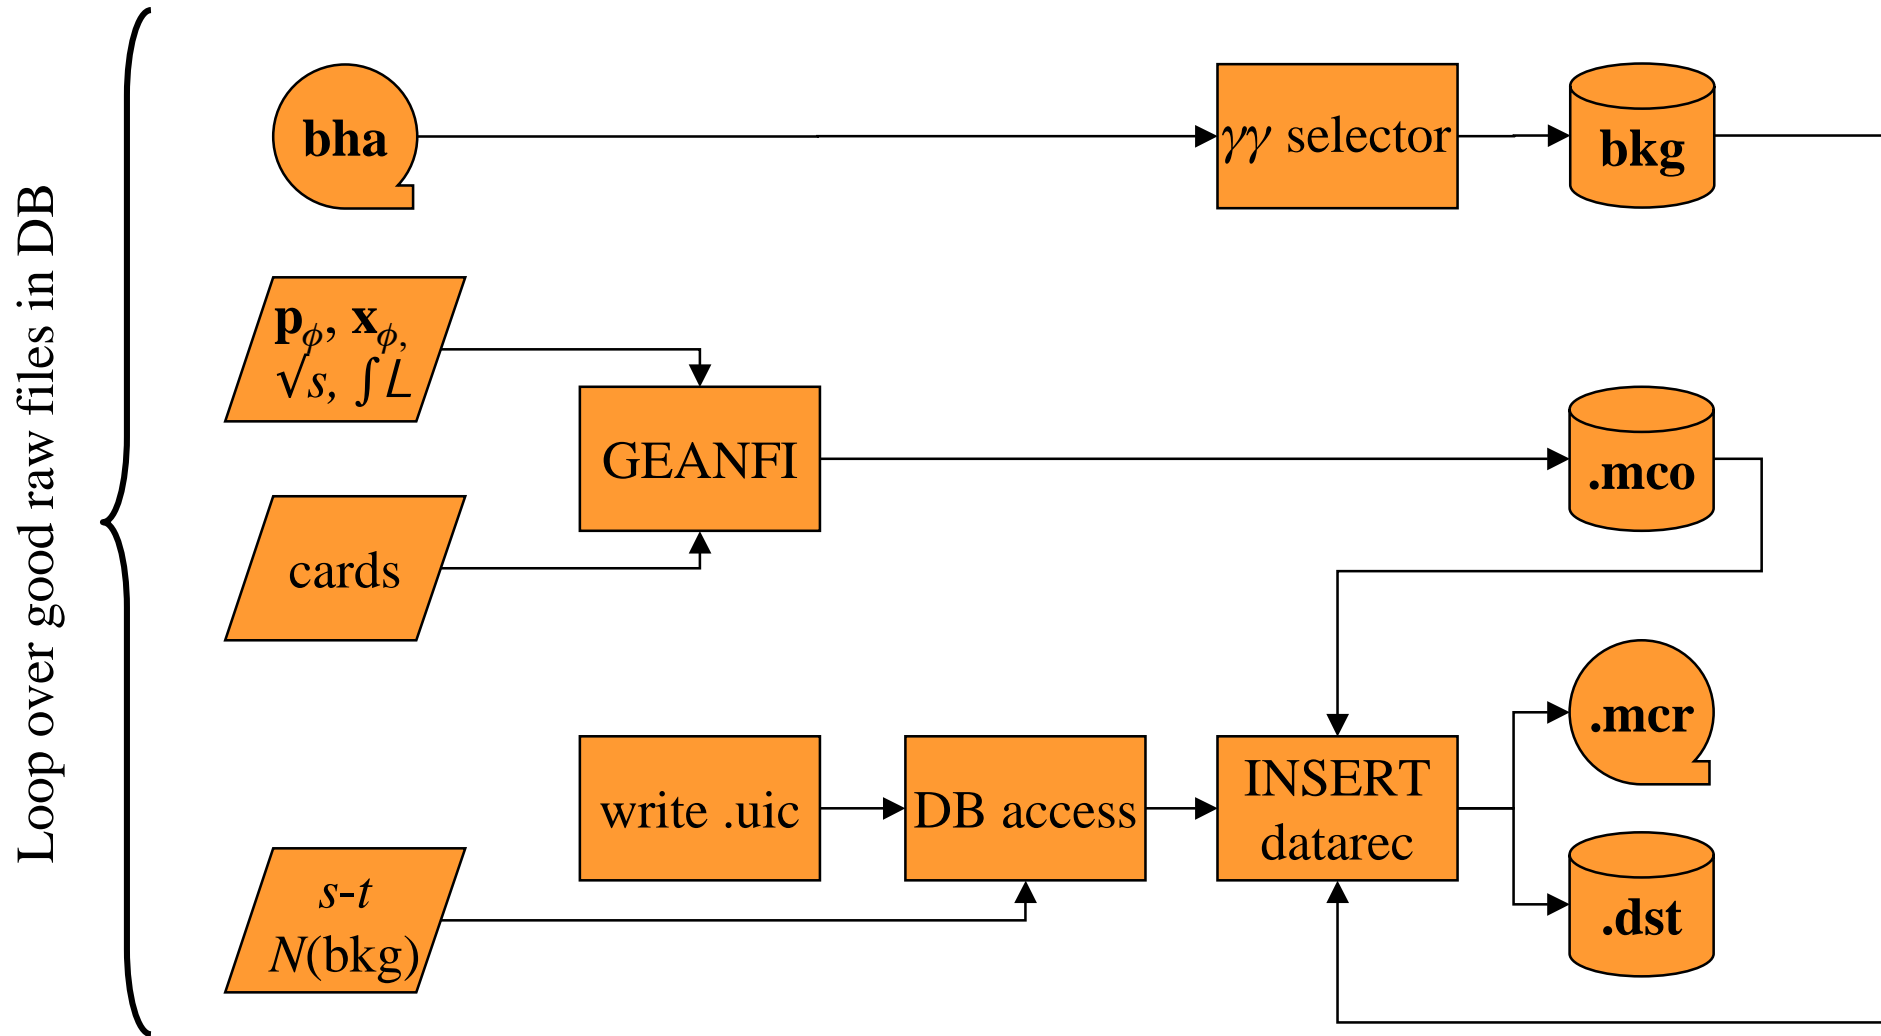 Loop over good raw files in DB
bha
γγ selector
bkg
p_ϕ, x_ϕ,
√s, ∫L
GEANFI
.mco
cards
.mcr
write .uic
DB access
INSERT
datarec
s-t
N(bkg)
.dst